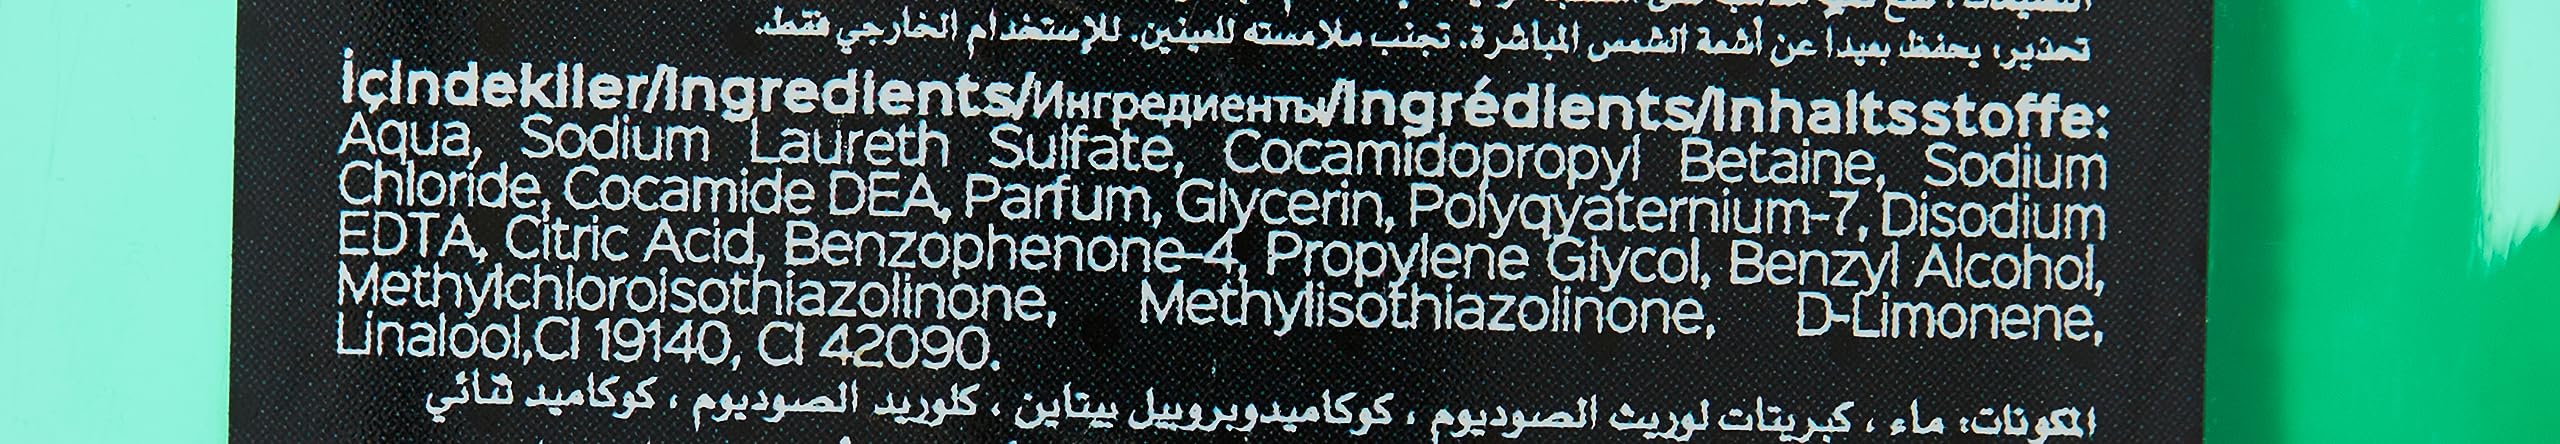 تحذير: يحفظ بعيدا عن أشعة الشمس المباشرة. تجنب ملامسته للعينين. للإستخدام الخارجي فقط.
İçindekiler/Ingredients/Ингредиенты/Ingrédients/Inhaltsstoffe:
Aqua, Sodium Laureth Sulfate, Cocamidopropyl Betaine, Sodium
Chloride, Cocamide DEA, Parfum, Glycerin, Polyqyaternium-7, Disodium
EDTA, Citric Acid, Benzophenone-4, Propylene Glycol, Benzyl Alcohol,
Methylchloroisothiazolinone, Methylisothiazolinone, D-Limonene,
Linalool,CI 19140, CI 42090.
المكونات: ماء ، كبريتات لوريث الصوديوم ، كوكاميدوبروبيل بيتاين ، كلوريد الصوديوم ، كوكاميد ثنائي